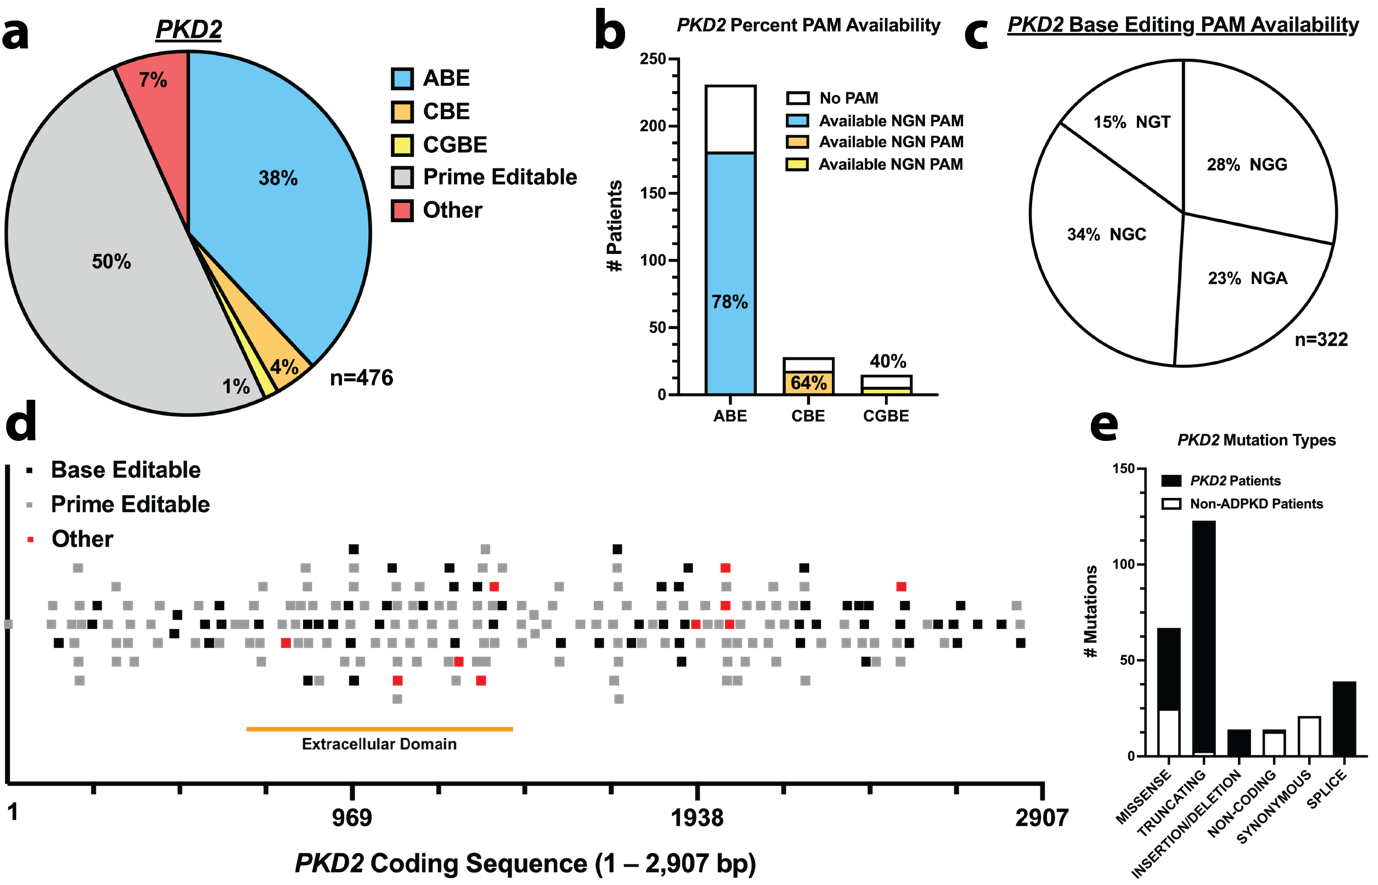 a
PKD2
7%
38%
50%
4%
1%
n=476
ABE
CBE
CGBE
Prime Editable
Other
b
PKD2 Percent PAM Availability
# Patients
250
200
150
100
50
0
No PAM
Available NGN PAM
Available NGN PAM
Available NGN PAM
78%
64%
40%
ABE
CBE
CGBE
c
PKD2 Base Editing PAM Availability
15% NGT
28% NGG
34% NGC
23% NGA
n=322
d
Base Editable
Prime Editable
Other
Extracellular Domain
1
969
1938
2907
PKD2 Coding Sequence (1 – 2,907 bp)
e
PKD2 Mutation Types
PKD2 Patients
Non-ADPKD Patients
# Mutations
150
100
50
0
MISSENSE
TRUNCATING
INSERTION/DELETION
NON-CODING
SYNONYMOUS
SPLICE